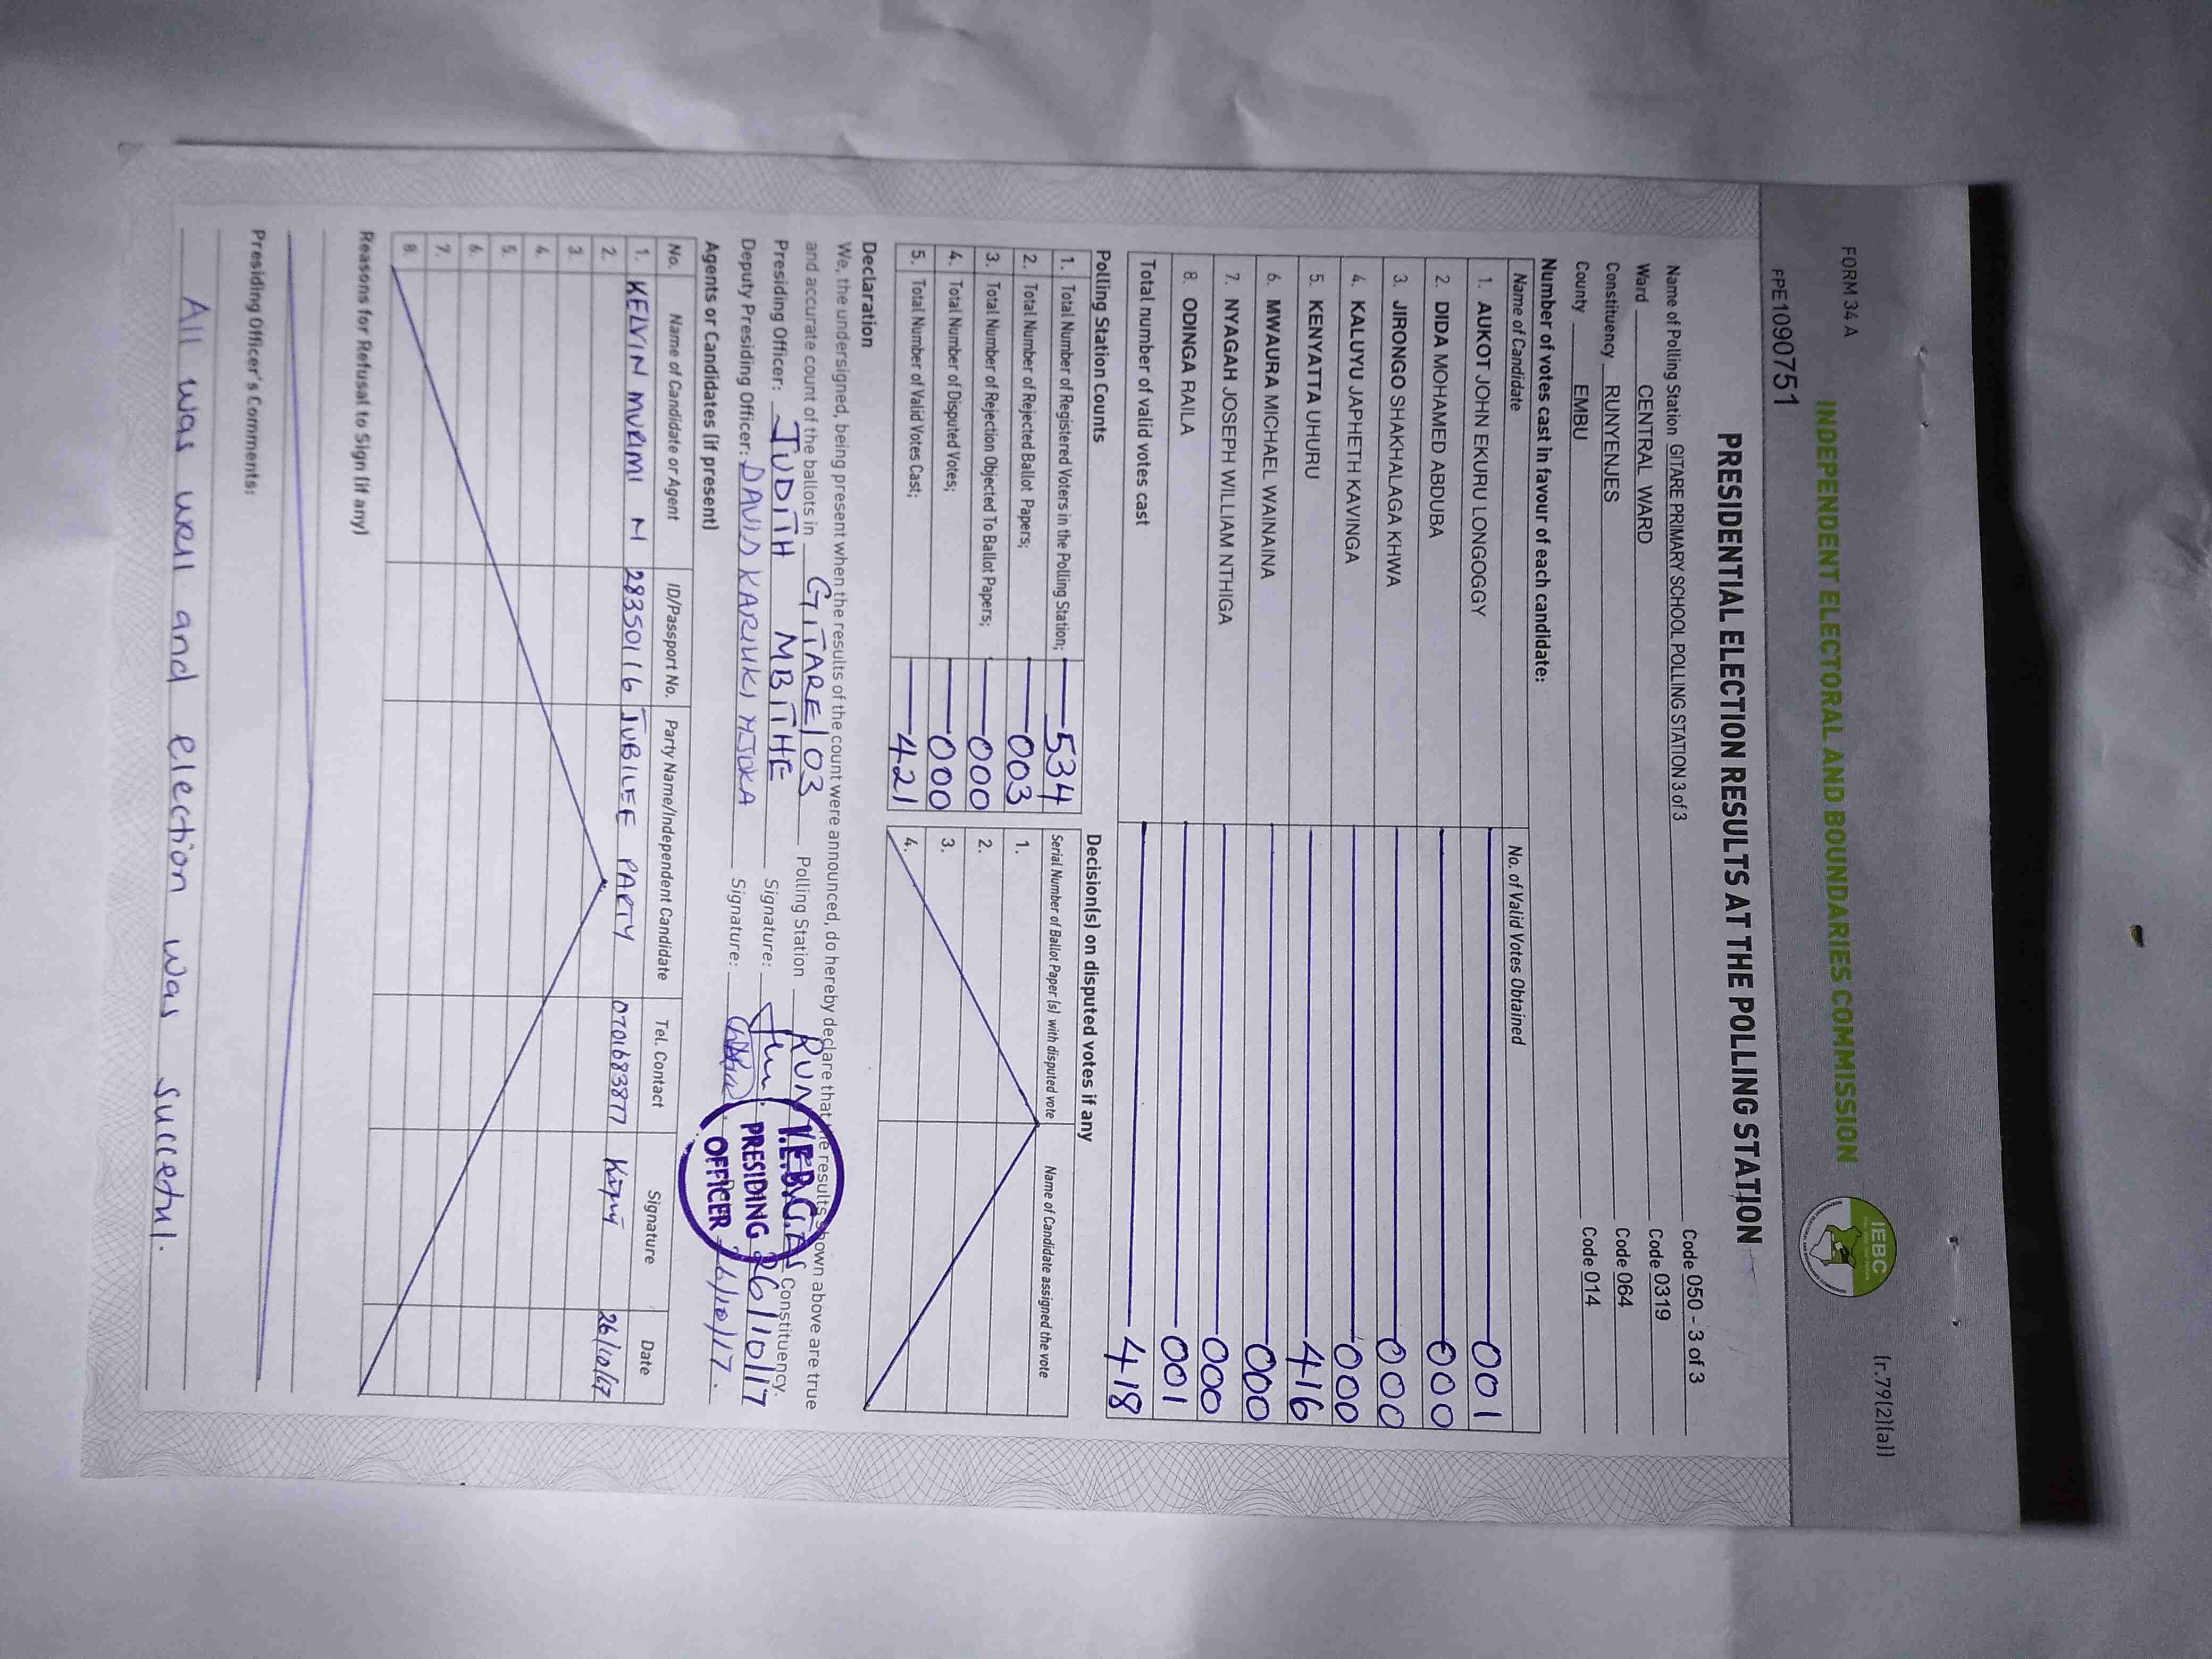 FORM 34 A
(r.79(2)(a))
INDEPENDENT ELECTORAL AND BOUNDARIES COMMISSION
IEBC
FPE1090751
PRESIDENTIAL ELECTION RESULTS AT THE POLLING STATION
Name of Polling Station GITARE PRIMARY SCHOOL POLLING STATION 3 of 3 Code 050 - 3 of 3
Ward CENTRAL WARD Code 0319
Constituency RUNYENJES Code 064
County EMBU Code 014
Number of votes cast in favour of each candidate:
Name of Candidate No. of Valid Votes Obtained
1. AUKOT JOHN EKURU LONGOGGY 001
2. DIDA MOHAMED ABDUBA 000
3. JIRONGO SHAKHALAGA KHWA 000
4. KALUYU JAPHETH KAVINGA 000
5. KENYATTA UHURU 416
6. MWAURA MICHAEL WAINAINA 000
7. NYAGAH JOSEPH WILLIAM NTHIGA 000
8. ODINGA RAILA 001
Total number of valid votes cast 418
Polling Station Counts
1. Total Number of Registered Voters in the Polling Station; 534
2. Total Number of Rejected Ballot Papers; 003
3. Total Number of Rejection Objected To Ballot Papers; 000
4. Total Number of Disputed Votes; 000
5. Total Number of Valid Votes Cast; 421
Decision(s) on disputed votes if any
Serial Number of Ballot Paper (s) with disputed vote Name of Candidate assigned the vote
1.
2.
3.
4.
Declaration
We, the undersigned, being present when the results of the count were announced, do hereby declare that the results shown above are true
and accurate count of the ballots in GITARE/03 Polling Station Constituency.
Presiding Officer: JUDITH MBITHE Signature: 26/10/17
Deputy Presiding Officer: DAVID KARIUKI NJOKA Signature: 26/10/17.
I.E.B.C.
PRESIDING
OFFICER
Agents or Candidates (if present)
No. Name of Candidate or Agent ID/Passport No. Party Name/Independent Candidate Tel. Contact Signature Date
1. KELVIN MURIMI N 28350116 JUBILEE PARTY 0701683877 26/10/17
2.
3.
4.
5.
6.
7.
8.
Reasons for Refusal to Sign (if any)
Presiding Officer's Comments:
All was well and election was succeful.